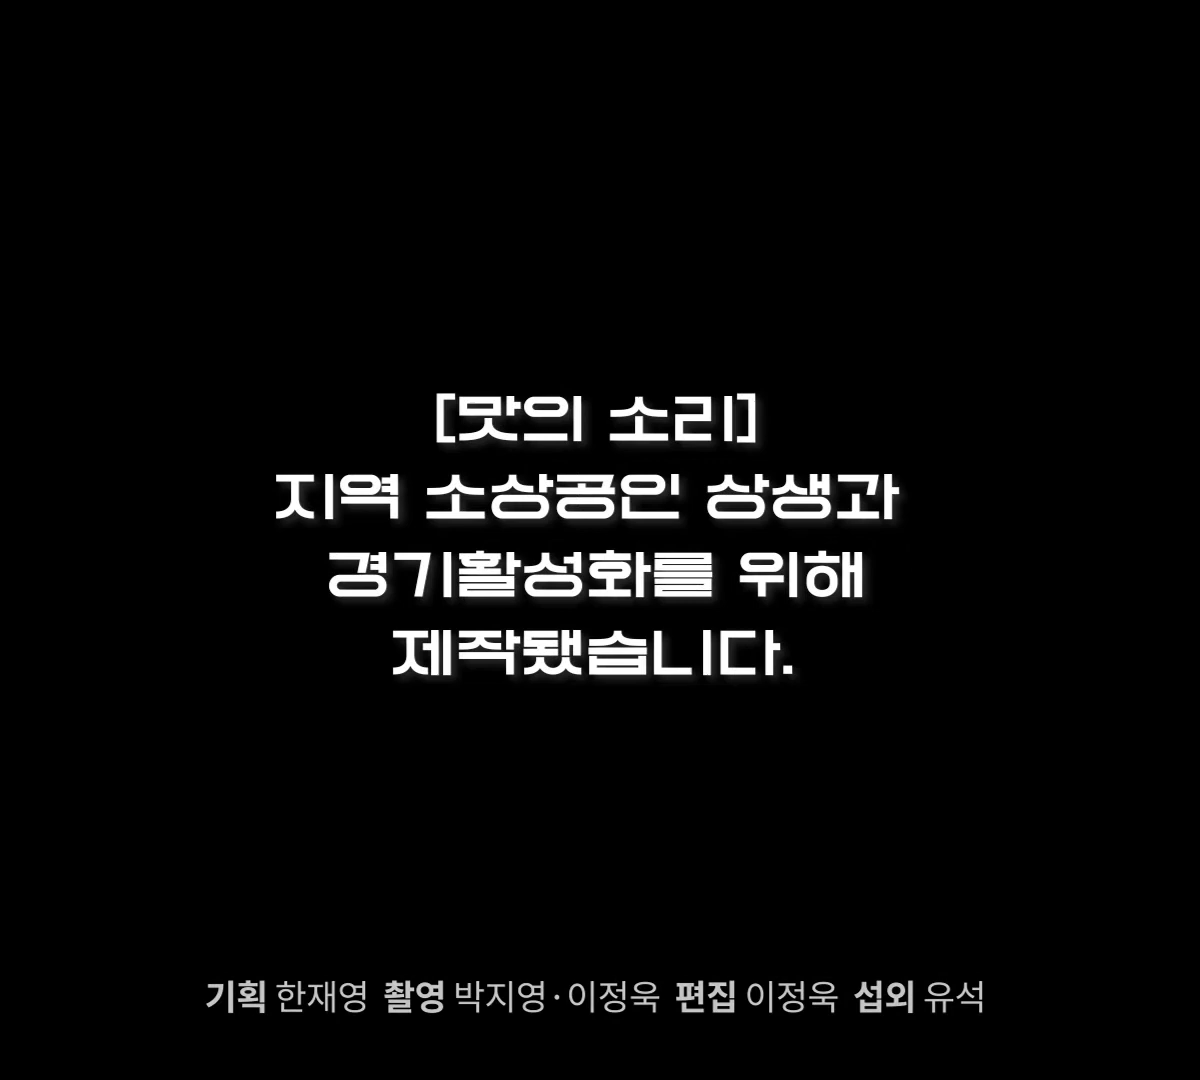 [맛의 소리]
지역 소상공인 상생과
경기활성화를 위해
제작됐습니다.
기획 한재영 촬영 박지영·이정욱 편집 이정욱 섭외 유석